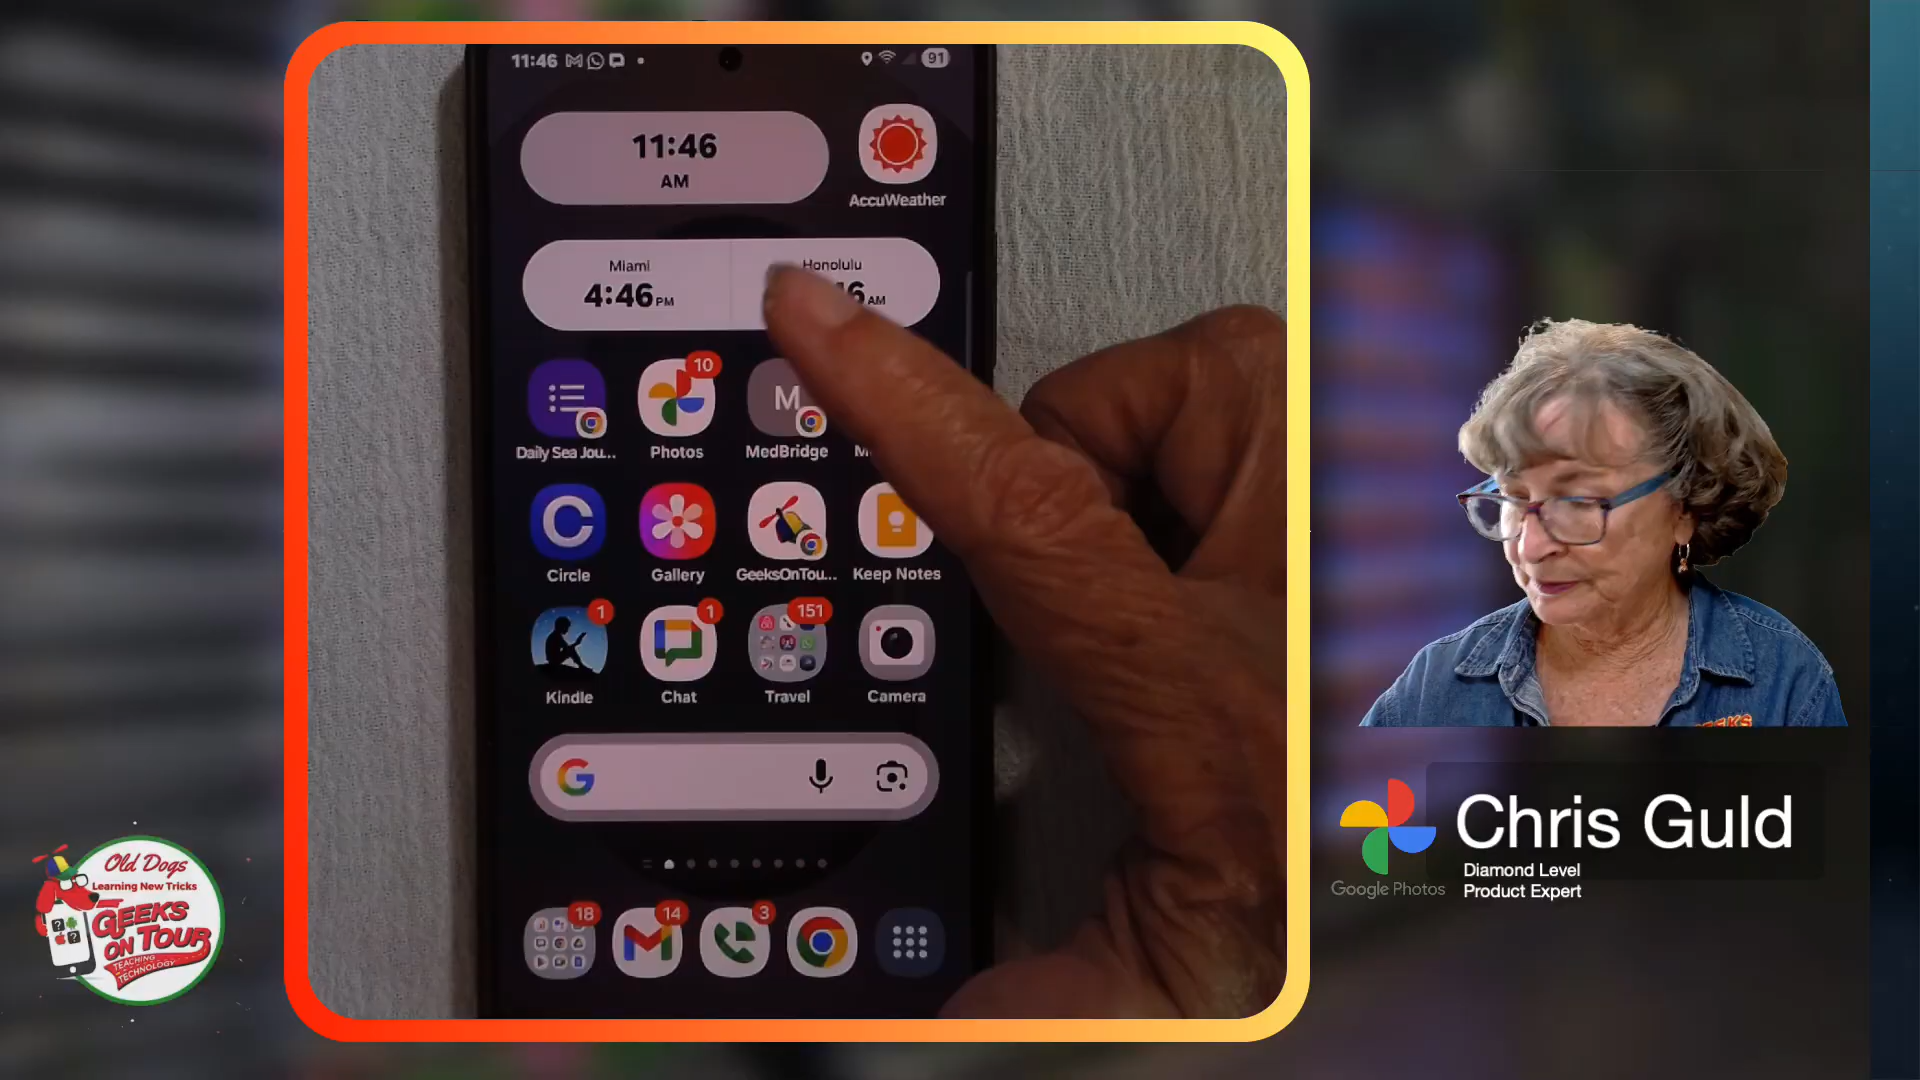 11:46
91
11:46
AM
AccuWeather
Miami
Honolulu
4:46 PM
AM
10
M
Daily Sea Jou...
Photos
MedBridge
Circle
Gallery
GeeksOnTou...
Keep Notes
1
1
151
Kindle
Chat
Travel
Camera
18
14
3
Chris Guld
Diamond Level
Product Expert
Google Photos
Old Dogs
Learning New Tricks
GEEKS
ON TOUR
TEACHING
TECHNOLOGY